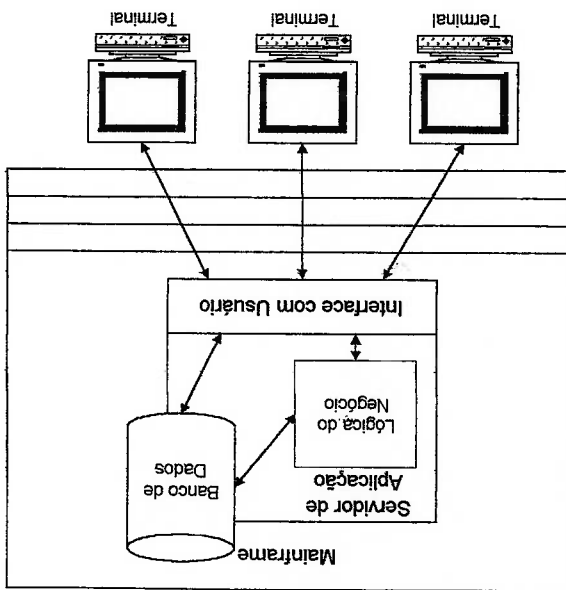 Mainframe
Servidor de
Aplicação
Lógica do
Negócio
Banco de
Dados
Interface com Usuário
Terminal
Terminal
Terminal